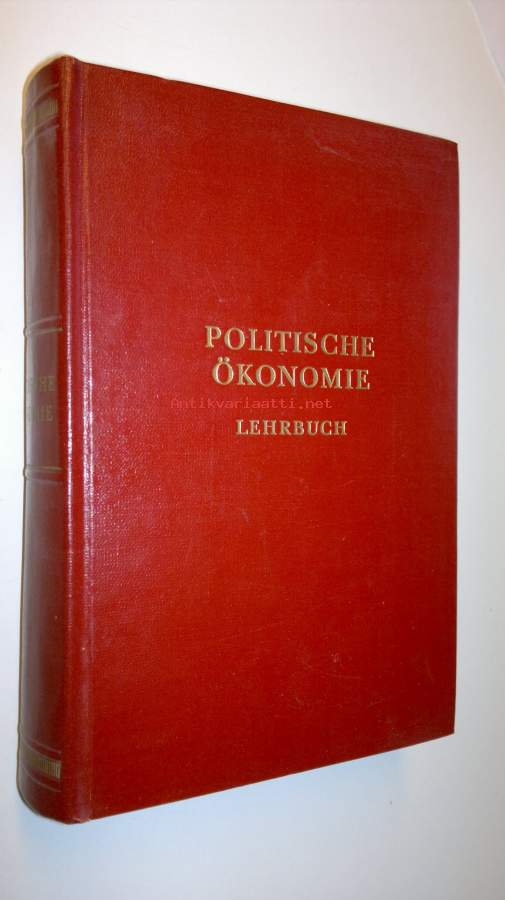 POLITISCHE
ÖKONOMIE
Antikvariaatti.net
LEHRBUCH